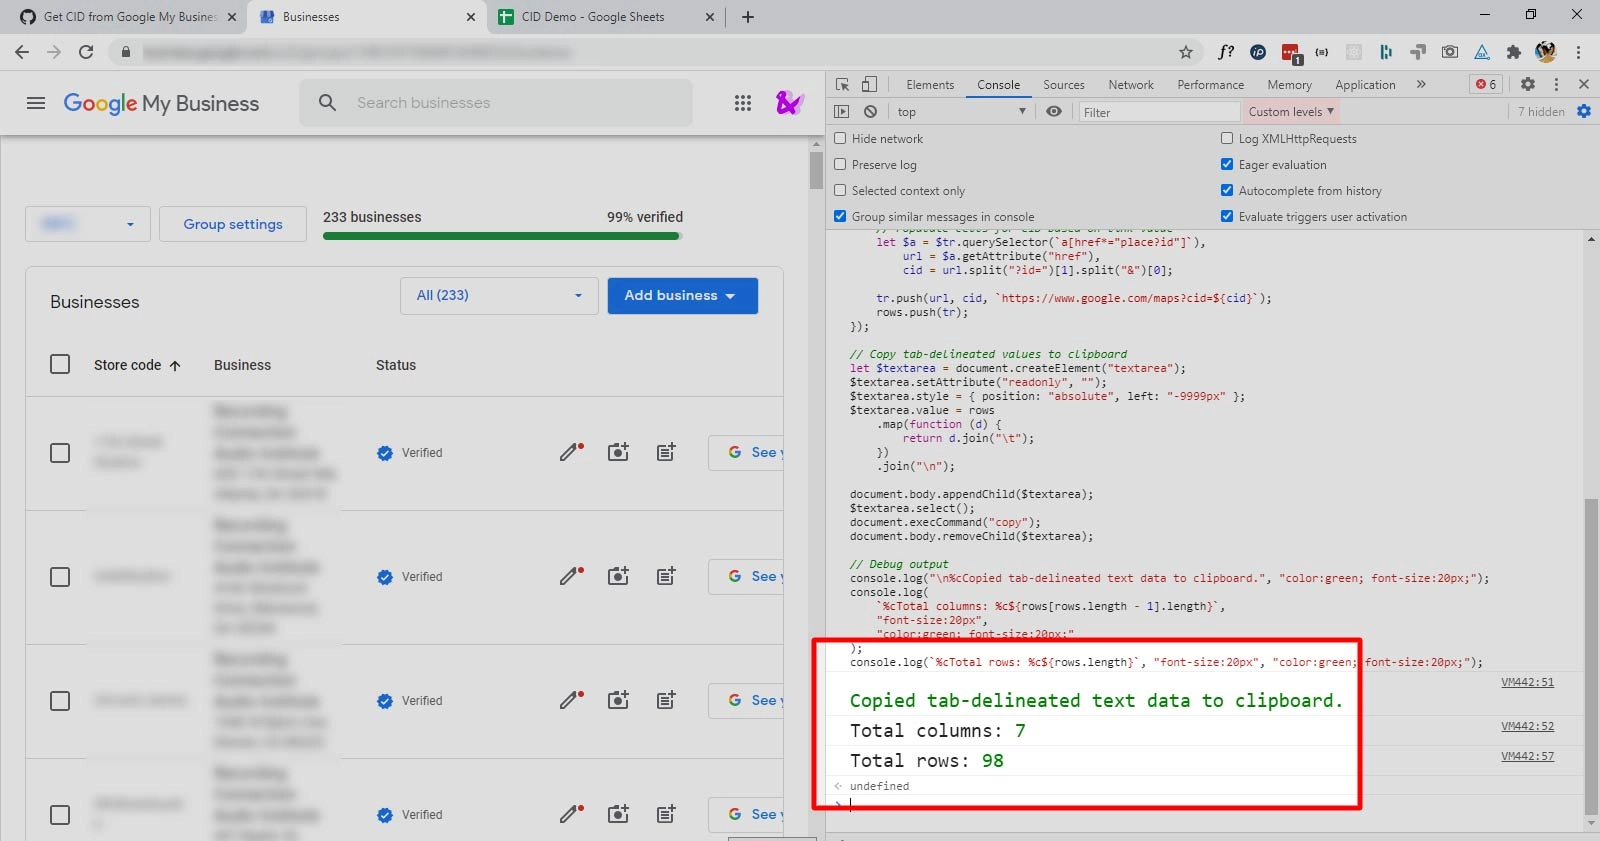 Get CID from Google My Busines
Businesses
CID Demo - Google Sheets
f?
iP
1
Google My Business
Search businesses
233 businesses
99% verified
Group settings
Businesses
All (233)
Add business
Store code
Business
Status
Verified
See
Verified
See
Verified
See
Verified
See
Elements
Console
Sources
Network
Performance
Memory
Application
6
top
Filter
Custom levels
7 hidden
Hide network
Log XMLHttpRequests
Preserve log
Eager evaluation
Selected context only
Autocomplete from history
Group similar messages in console
Evaluate triggers user activation
let $a = $tr.querySelector(`a[href*="place?id"]`),
url = $a.getAttribute("href"),
cid = url.split("?id=")[1].split("&")[0];
tr.push(url, cid, `https://www.google.com/maps?cid=${cid}`);
rows.push(tr);
});
// Copy tab-delineated values to clipboard
let $textarea = document.createElement("textarea");
$textarea.setAttribute("readonly", "");
$textarea.style = { position: "absolute", left: "-9999px" };
$textarea.value = rows
.map(function (d) {
return d.join("\t");
})
.join("\n");
document.body.appendChild($textarea);
$textarea.select();
document.execCommand("copy");
document.body.removeChild($textarea);
// Debug output
console.log("\n%cCopied tab-delineated text data to clipboard.", "color:green; font-size:20px;");
console.log(
`%cTotal columns: %c${rows[rows.length - 1].length}`,
"font-size:20px",
"color:green; font-size:20px;"
);
console.log(`%cTotal rows: %c${rows.length}`, "font-size:20px", "color:green; font-size:20px;");
VM442:51
Copied tab-delineated text data to clipboard.
Total columns: 7
VM442:52
Total rows: 98
VM442:57
undefined